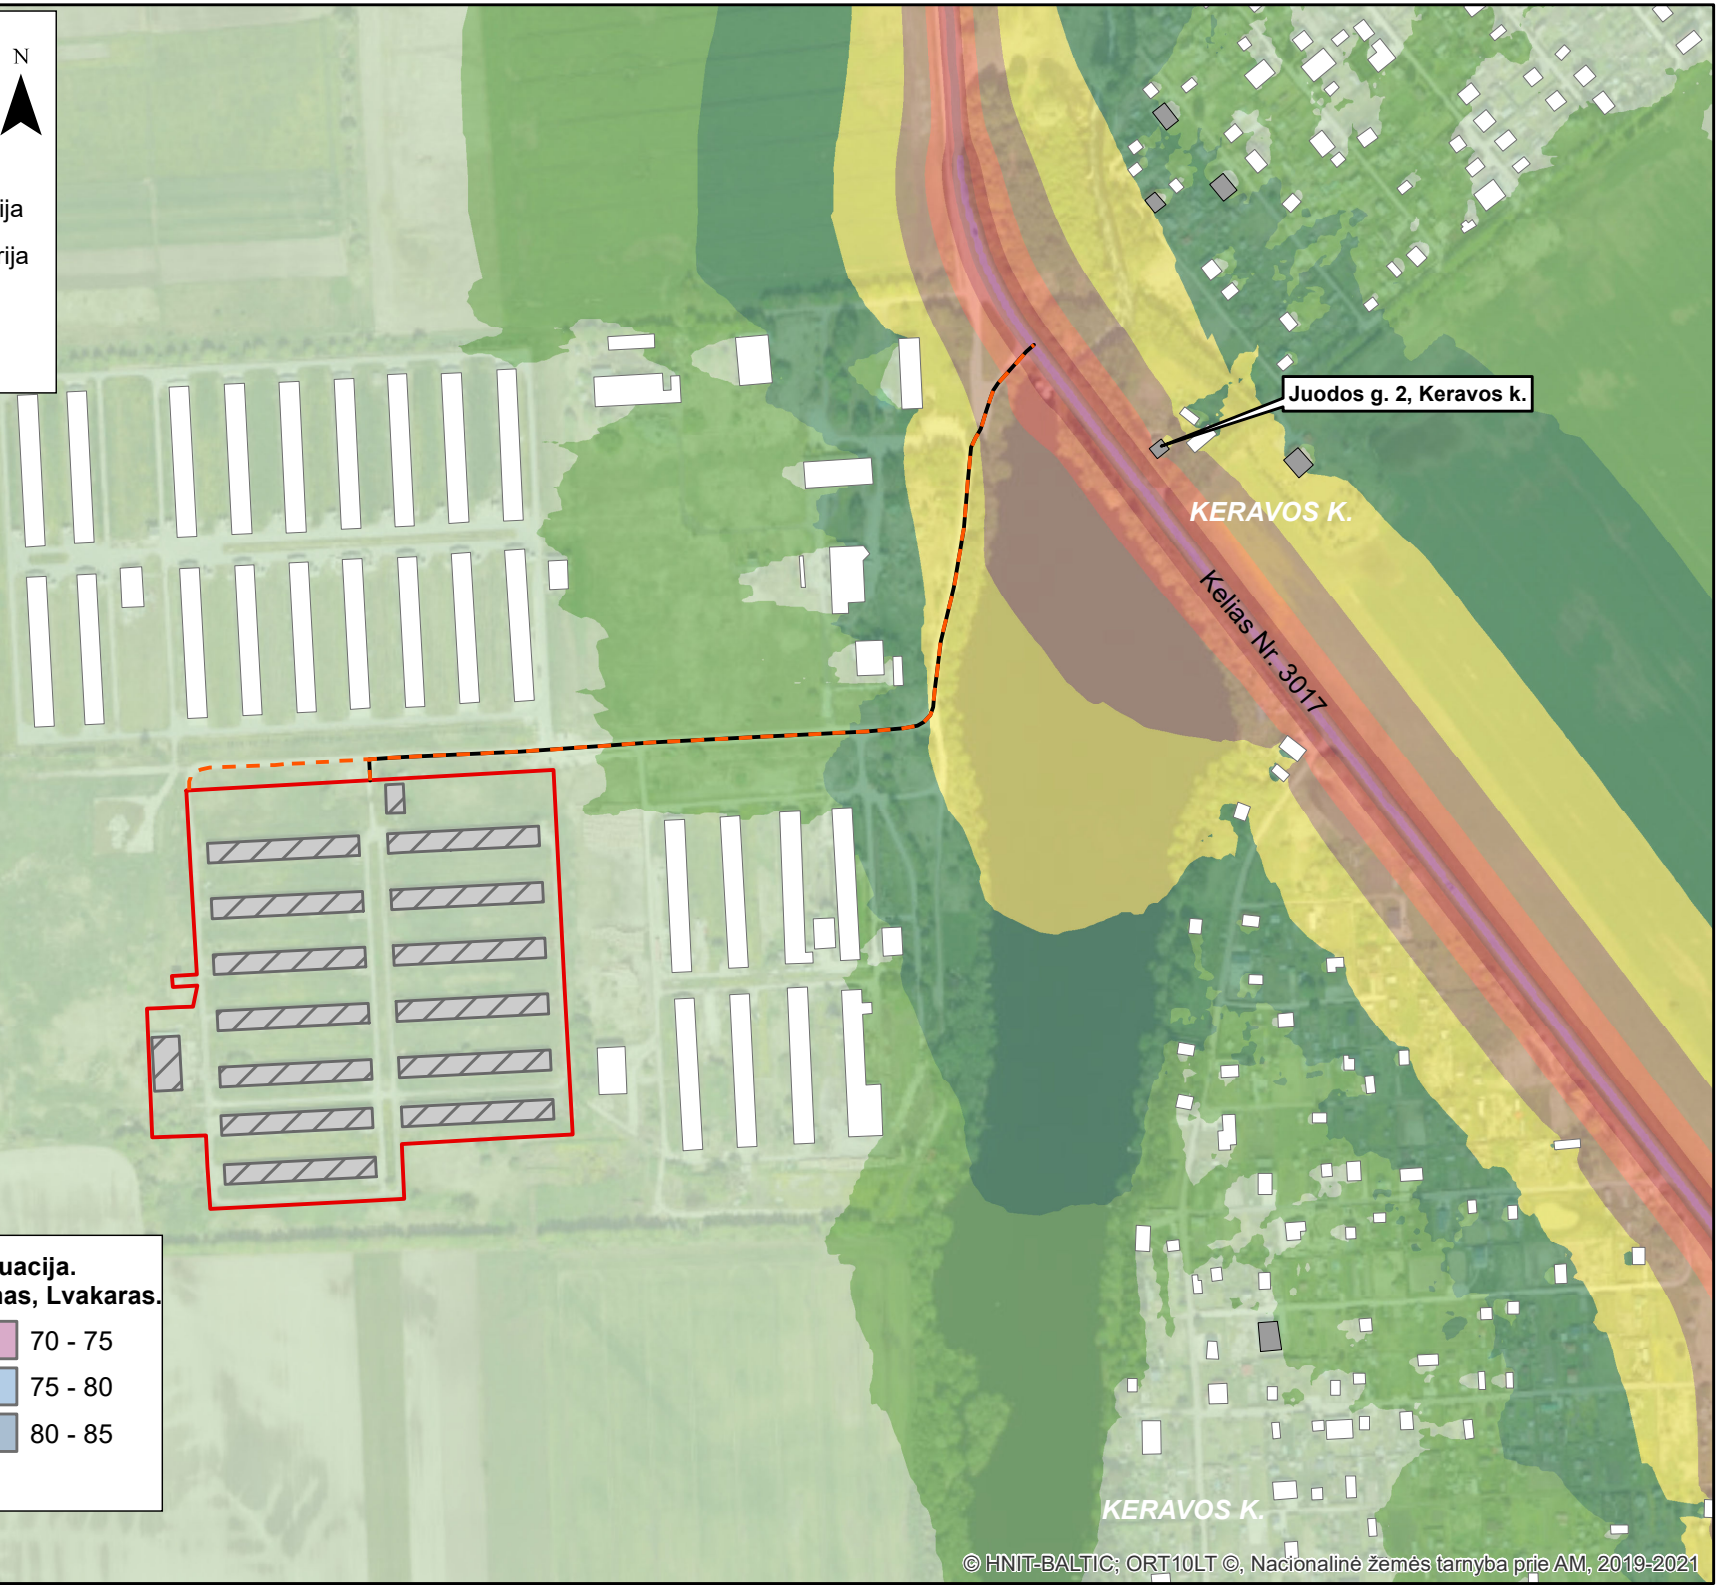 N
ija
rija
Juodos g. 2, Keravos k.
KERAVOS K.
Kelias Nr. 3017
uacija.
nas, Lvakaras.
70 - 75
75 - 80
80 - 85
KERAVOS K.
© HNIT-BALTIC; ORT10LT ©, Nacionalinė žemės tarnyba prie AM, 2019-2021